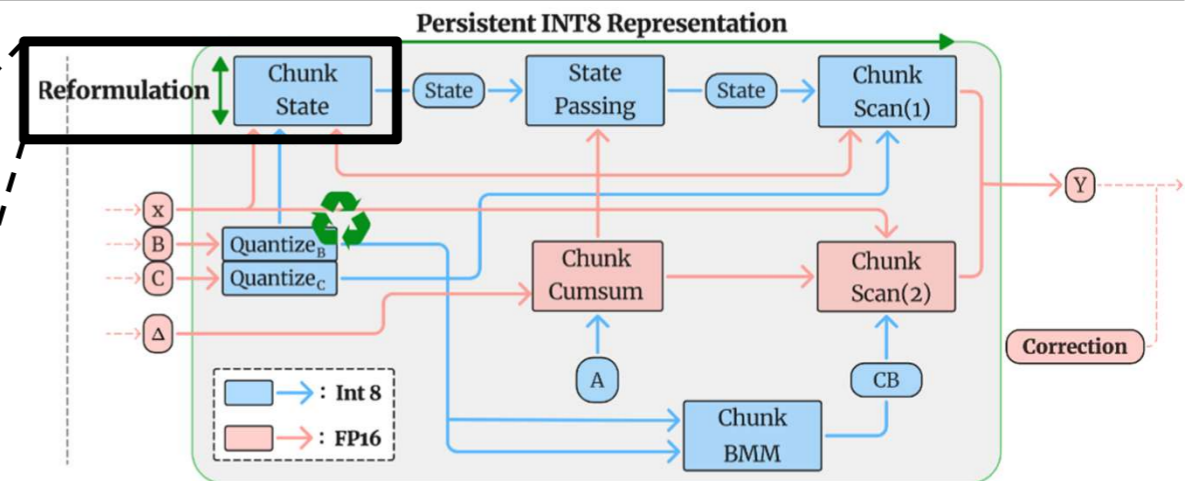 Persistent INT8 Representation
Reformulation
Chunk
State
State
State
Passing
State
Chunk
Scan(1)
x
B
C
Δ
Quantize_B
Quantize_C
Chunk
Cumsum
Chunk
Scan(2)
Y
Correction
A
CB
Chunk
BMM
: Int 8
: FP16